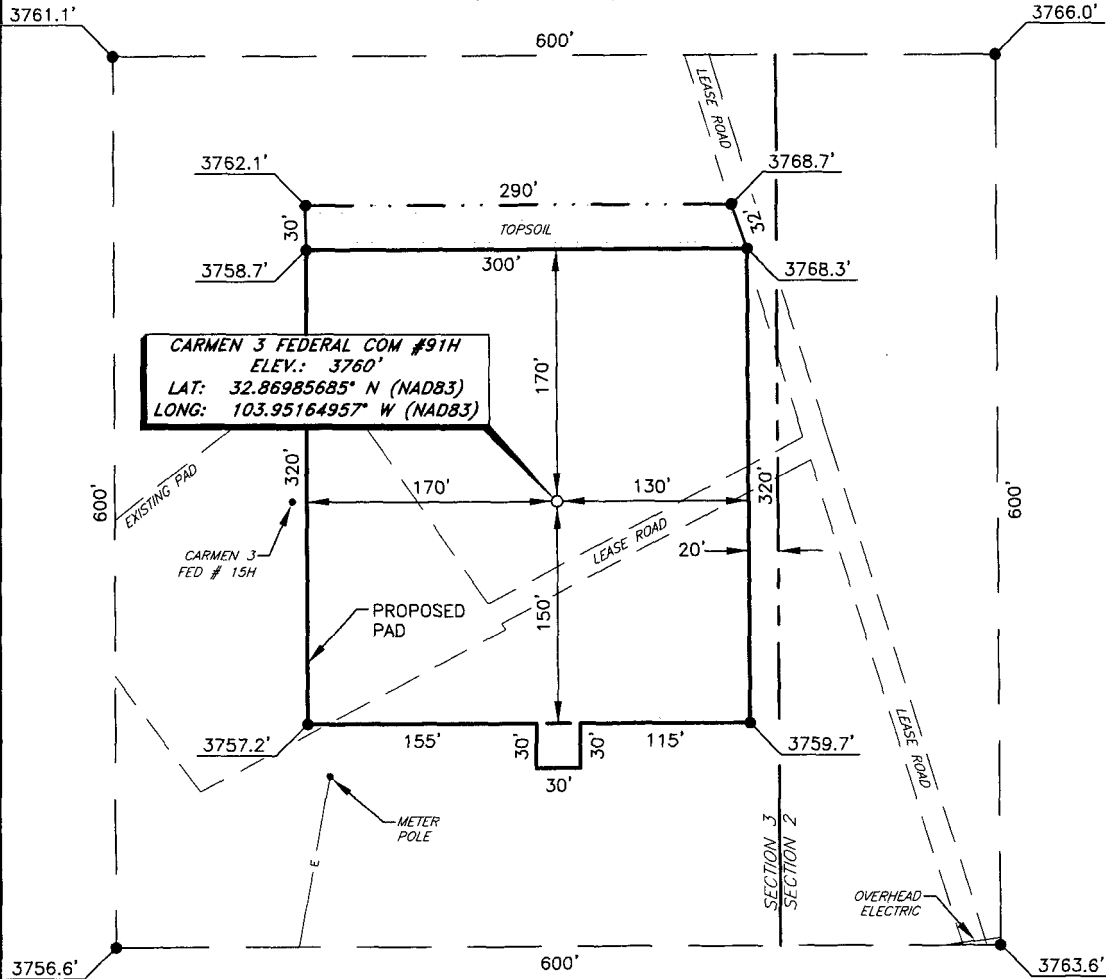 3761.1'
3766.0'
600'
LEASE ROAD
3762.1'
3768.7'
290'
30'
32'
TOPSOIL
300'
3758.7'
3768.3'
CARMEN 3 FEDERAL COM #91H
ELEV.: 3760'
LAT: 32.86985685° N (NAD83)
LONG: 103.95164957° W (NAD83)
170'
320'
320'
600'
600'
EXISTING PAD
170'
130'
CARMEN 3
FED # 15H
LEASE ROAD
20'
150'
PROPOSED
PAD
LEASE ROAD
3757.2'
155'
30'
30'
115'
3759.7'
30'
METER
POLE
E
SECTION 3
SECTION 2
OVERHEAD
ELECTRIC
3756.6'
600'
3763.6'